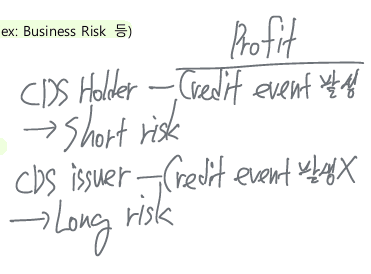 ex: Business Risk 등)
Profit
CDS Holder — Credit event 발생
→ Short risk
CDS issuer — Credit event 발생X
→ Long risk